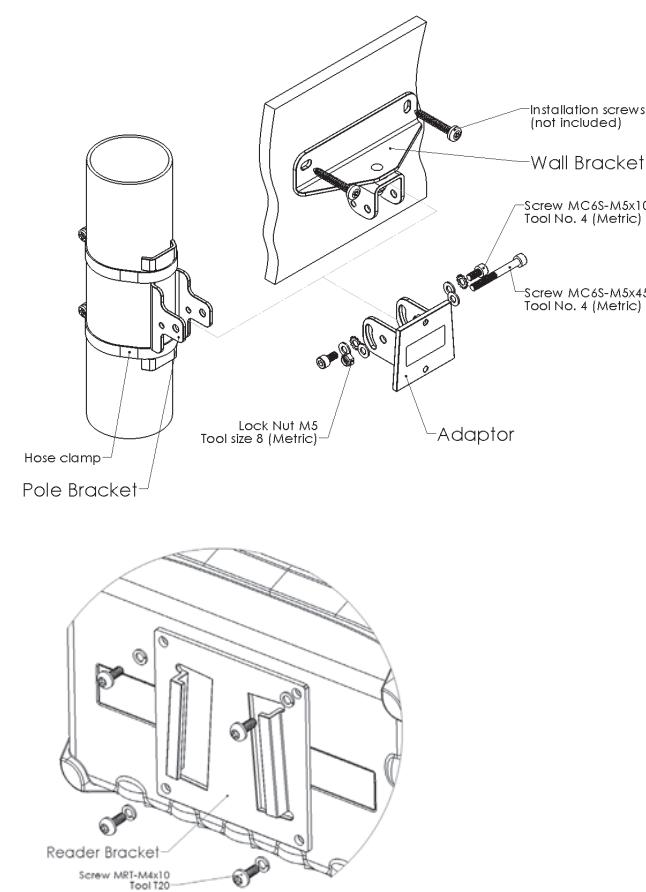 Installation screws
(not included)
Wall Bracket
Screw MC6S-M5x10
Tool No. 4 (Metric)
Screw MC6S-M5x45
Tool No. 4 (Metric)
Lock Nut M5
Tool size 8 (Metric)
Adaptor
Hose clamp
Pole Bracket
Reader Bracket
Screw MRT-M4x10
Tool T20